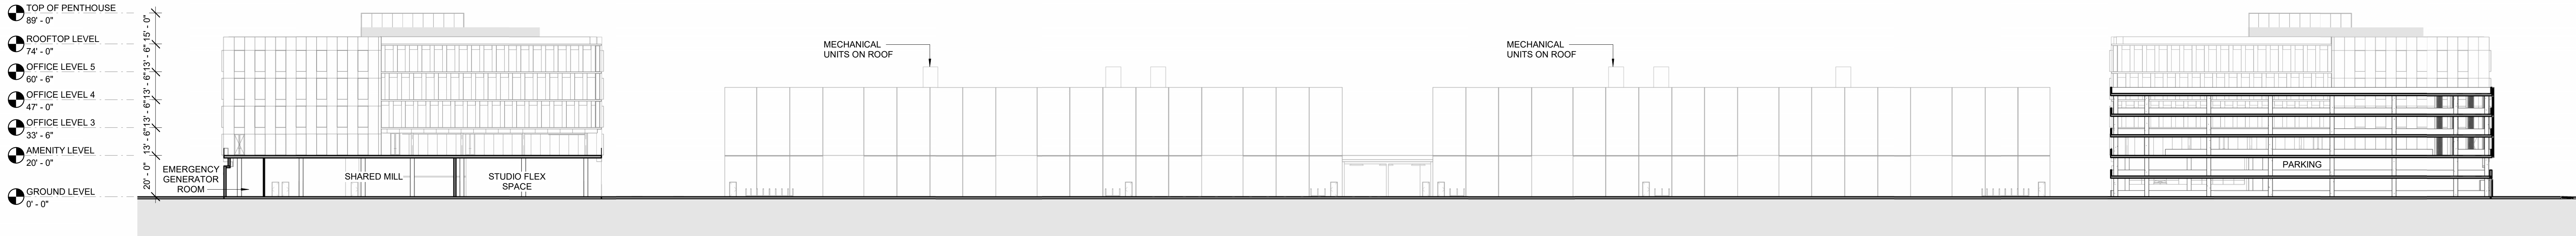 TOP OF PENTHOUSE
89' - 0"
ROOFTOP LEVEL
74' - 0"
OFFICE LEVEL 5
60' - 6"
OFFICE LEVEL 4
47' - 0"
OFFICE LEVEL 3
33' - 6"
AMENITY LEVEL
20' - 0"
GROUND LEVEL
0' - 0"
15' - 0"
13' - 6"
13' - 6"
13' - 6"
13' - 6"
20' - 0"
EMERGENCY
GENERATOR
ROOM
SHARED MILL
STUDIO FLEX
SPACE
MECHANICAL
UNITS ON ROOF
MECHANICAL
UNITS ON ROOF
PARKING